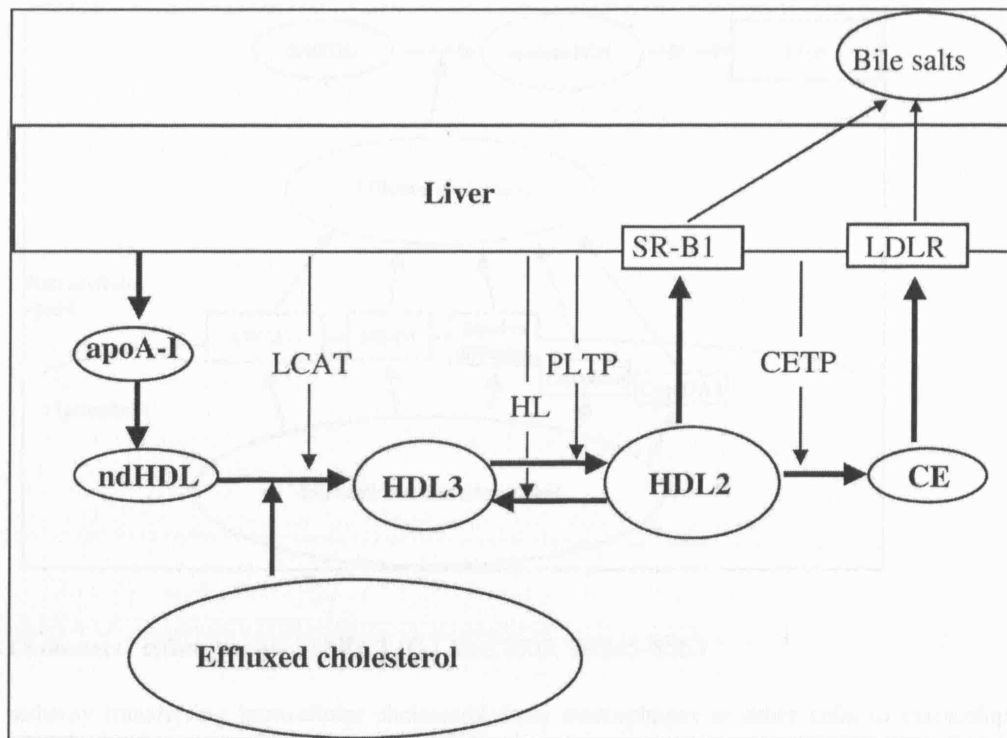 Bile salts
Liver
SR-B1
LDLR
apoA-I
LCAT
PLTP
CETP
HL
ndHDL
HDL3
HDL2
CE
Effluxed cholesterol